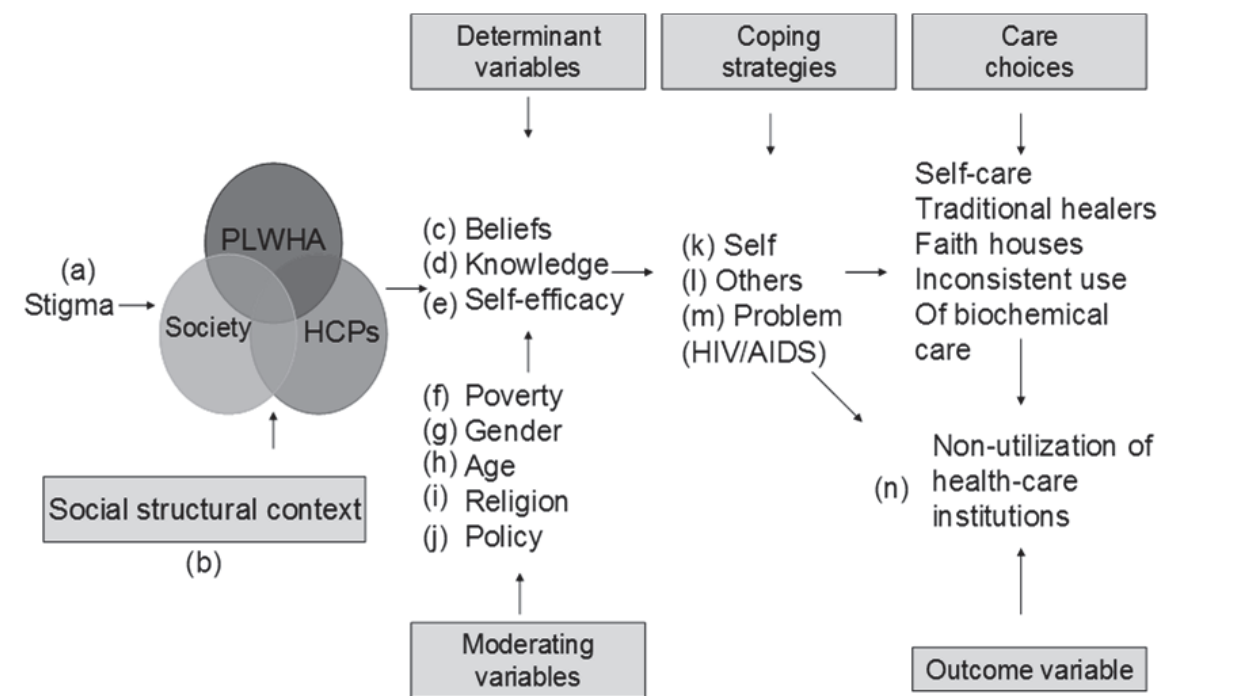 Determinant
variables
Coping
strategies
Care
choices
PLWHA
Society
HCPs
(a)
Stigma
Social structural context
(b)
(c) Beliefs
(d) Knowledge
(e) Self-efficacy
(f) Poverty
(g) Gender
(h) Age
(i) Religion
(j) Policy
Moderating
variables
(k) Self
(l) Others
(m) Problem
(HIV/AIDS)
Self-care
Traditional healers
Faith houses
Inconsistent use
Of biochemical
care
(n)
Non-utilization of
health-care
institutions
Outcome variable